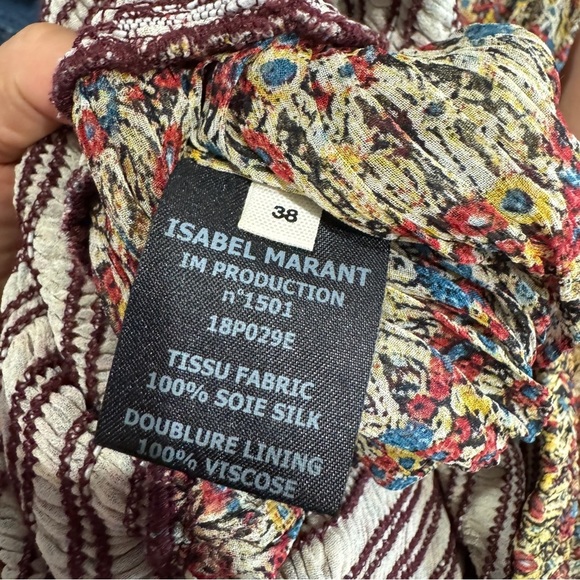 38
ISABEL MARANT
IM PRODUCTION
n°1501
18P029E
TISSU FABRIC
100% SOIE SILK
DOUBLURE LINING
100% VISCOSE